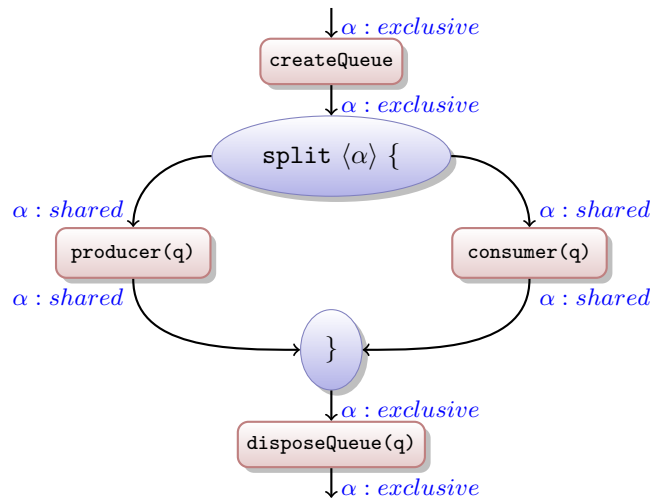 α : exclusive
createQueue
α : exclusive
split ⟨α⟩ {
α : shared
α : shared
producer(q)
consumer(q)
α : shared
α : shared
}
α : exclusive
disposeQueue(q)
α : exclusive